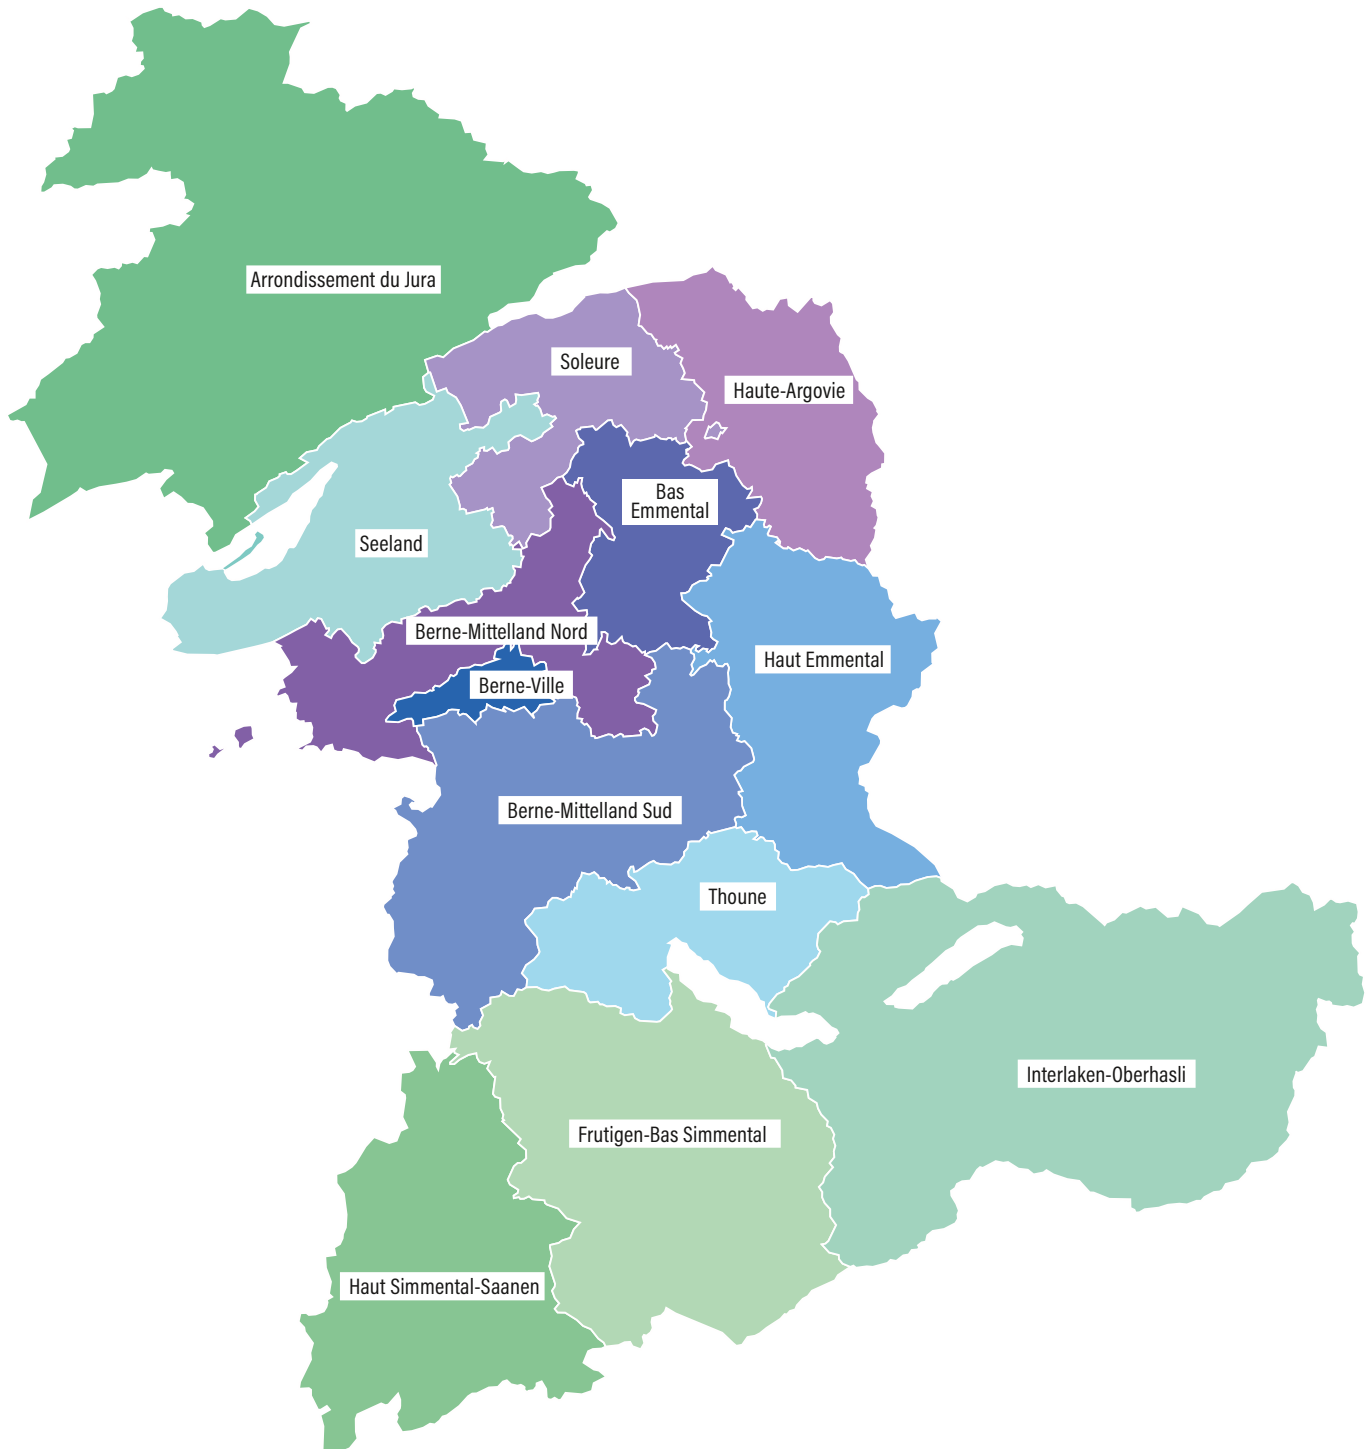 Arrondissement du Jura
Soleure
Haute-Argovie
Bas
Emmental
Seeland
Berne-Mittelland Nord
Haut Emmental
Berne-Ville
Berne-Mittelland Sud
Thoune
Interlaken-Oberhasli
Frutigen-Bas Simmental
Haut Simmental-Saanen